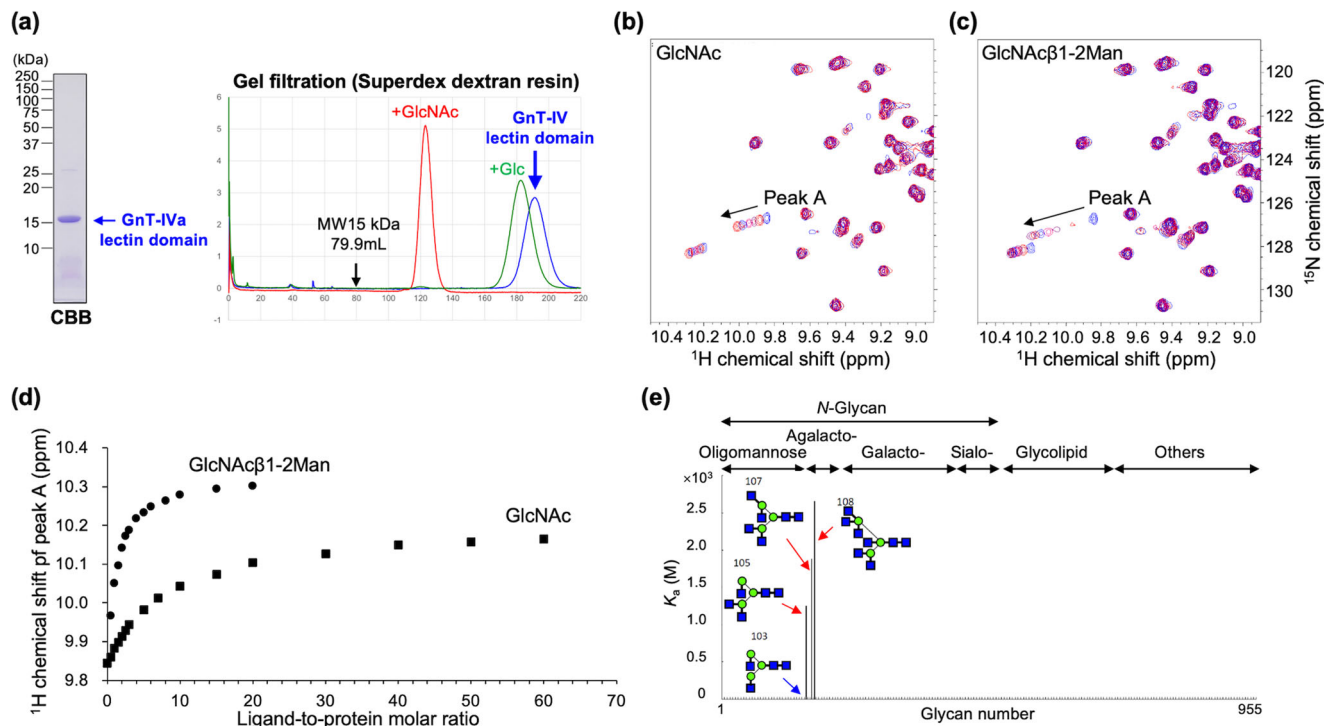 (a)
(kDa)
250
150
100
75
50
37
25
20
15
10
GnT-IVa
lectin domain
CBB
Gel filtration (Superdex dextran resin)
6
5
4
3
2
1
0
-1
+GlcNAc
GnT-IV
lectin domain
+Glc
MW15 kDa
79.9mL
0 20 40 60 80 100 120 140 160 180 200 220
(b)
GlcNAc
Peak A
10.4 10.2 10.0 9.8 9.6 9.4 9.2 9.0
¹H chemical shift (ppm)
(c)
GlcNAcβ1-2Man
Peak A
10.4 10.2 10.0 9.8 9.6 9.4 9.2 9.0
¹H chemical shift (ppm)
120
122
124
126
128
130
¹⁵N chemical shift (ppm)
(d)
¹H chemical shift pf peak A (ppm)
10.4
10.3
10.2
10.1
10.0
9.9
9.8
GlcNAcβ1-2Man
GlcNAc
0 10 20 30 40 50 60 70
Ligand-to-protein molar ratio
(e)
N-Glycan
Agalacto-
Oligomannose Galacto- Sialo- Glycolipid Others
×10³
2.5
2.0
1.5
1.0
0.5
0
Kₐ (M)
107
108
105
103
1 955
Glycan number